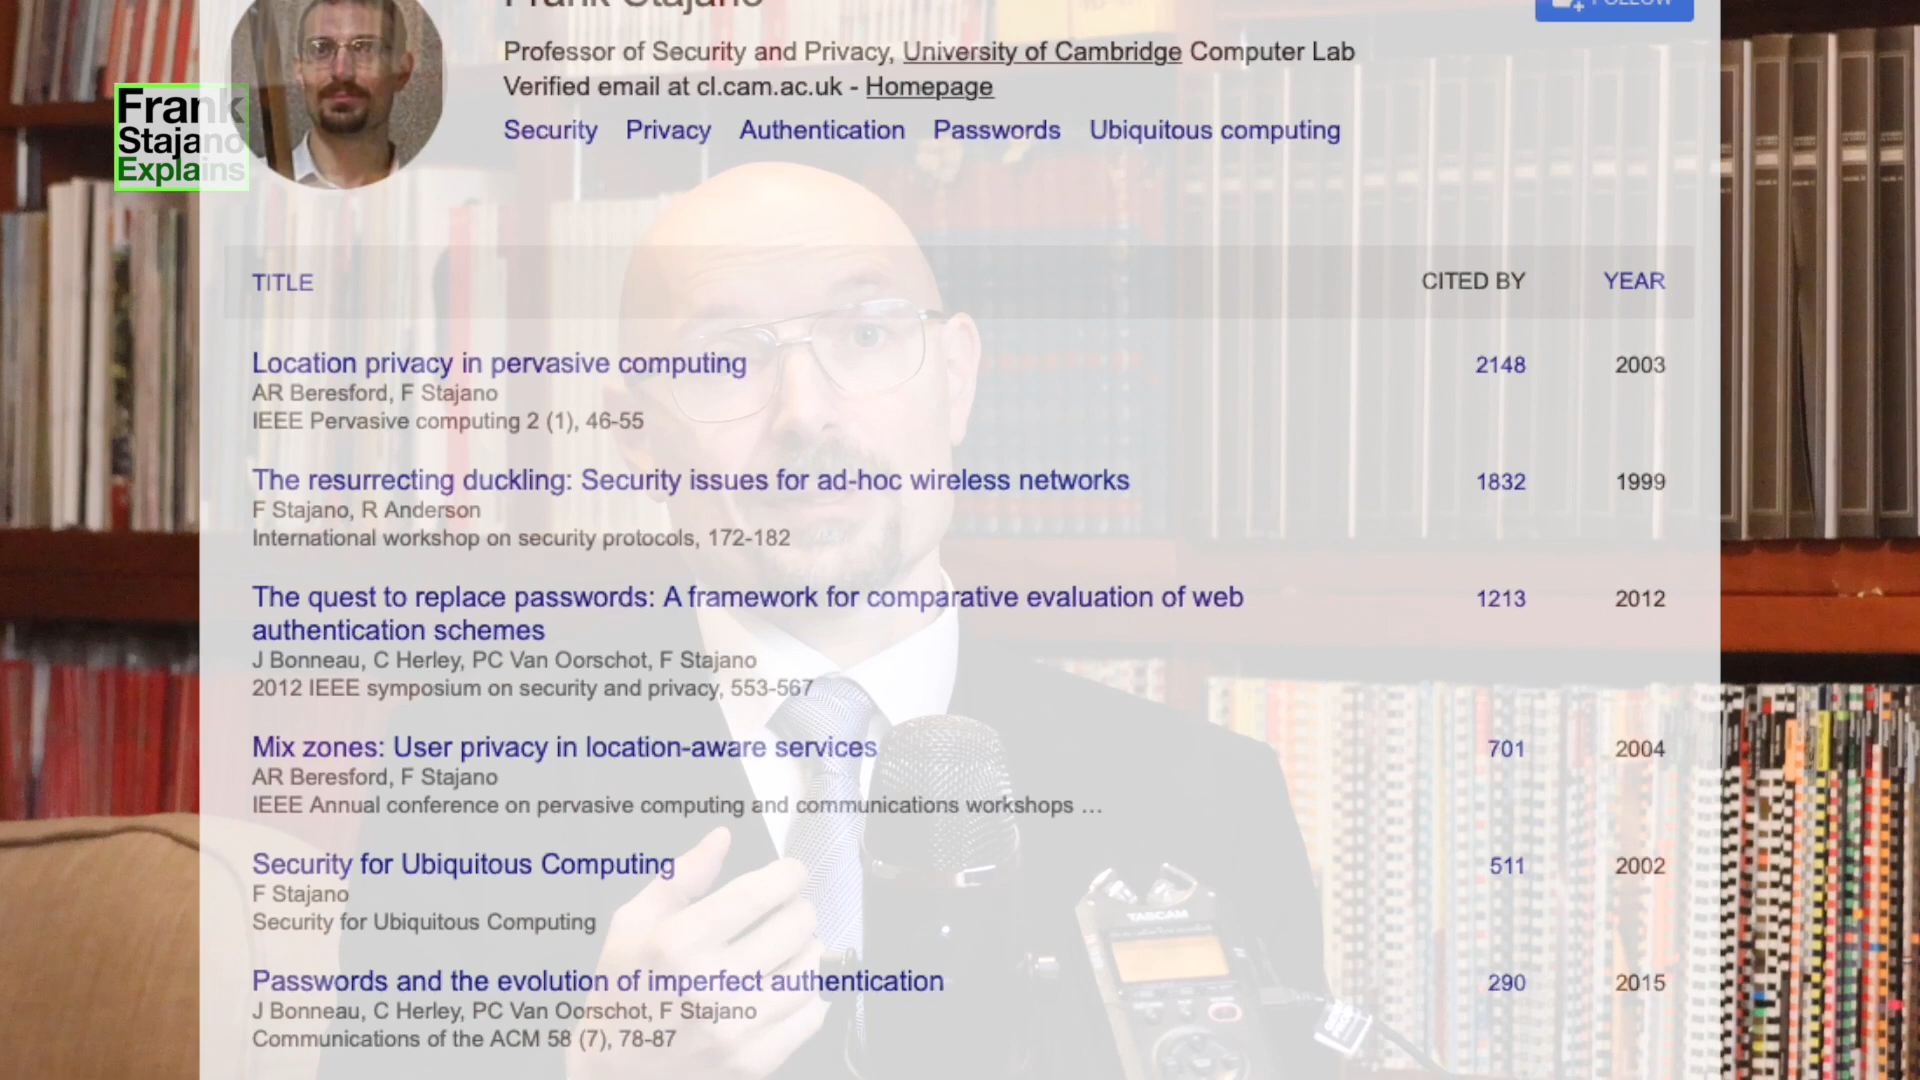 Frank Stajano
FOLLOW
Professor of Security and Privacy, University of Cambridge Computer Lab
Verified email at cl.cam.ac.uk - Homepage
Security Privacy Authentication Passwords Ubiquitous computing
Frank
Stajano
Explains
TITLE CITED BY YEAR
Location privacy in pervasive computing 2148 2003
AR Beresford, F Stajano
IEEE Pervasive computing 2 (1), 46-55
The resurrecting duckling: Security issues for ad-hoc wireless networks 1832 1999
F Stajano, R Anderson
International workshop on security protocols, 172-182
The quest to replace passwords: A framework for comparative evaluation of web 1213 2012
authentication schemes
J Bonneau, C Herley, PC Van Oorschot, F Stajano
2012 IEEE symposium on security and privacy, 553-567
Mix zones: User privacy in location-aware services 701 2004
AR Beresford, F Stajano
IEEE Annual conference on pervasive computing and communications workshops …
Security for Ubiquitous Computing 511 2002
F Stajano
Security for Ubiquitous Computing
Passwords and the evolution of imperfect authentication 290 2015
J Bonneau, C Herley, PC Van Oorschot, F Stajano
Communications of the ACM 58 (7), 78-87
TASCAM